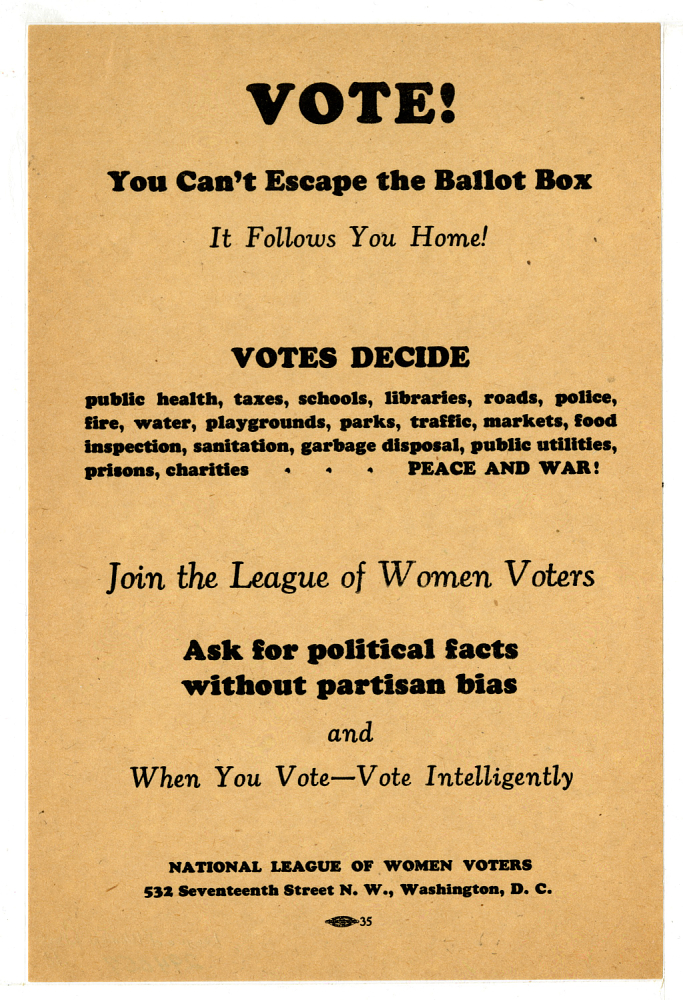 VOTE!
You Can't Escape the Ballot Box
It Follows You Home!
VOTES DECIDE
public health, taxes, schools, libraries, roads, police,
fire, water, playgrounds, parks, traffic, markets, food
inspection, sanitation, garbage disposal, public utilities,
prisons, charities . . . PEACE AND WAR!
Join the League of Women Voters
Ask for political facts
without partisan bias
and
When You Vote—Vote Intelligently
NATIONAL LEAGUE OF WOMEN VOTERS
532 Seventeenth Street N. W., Washington, D. C.
35